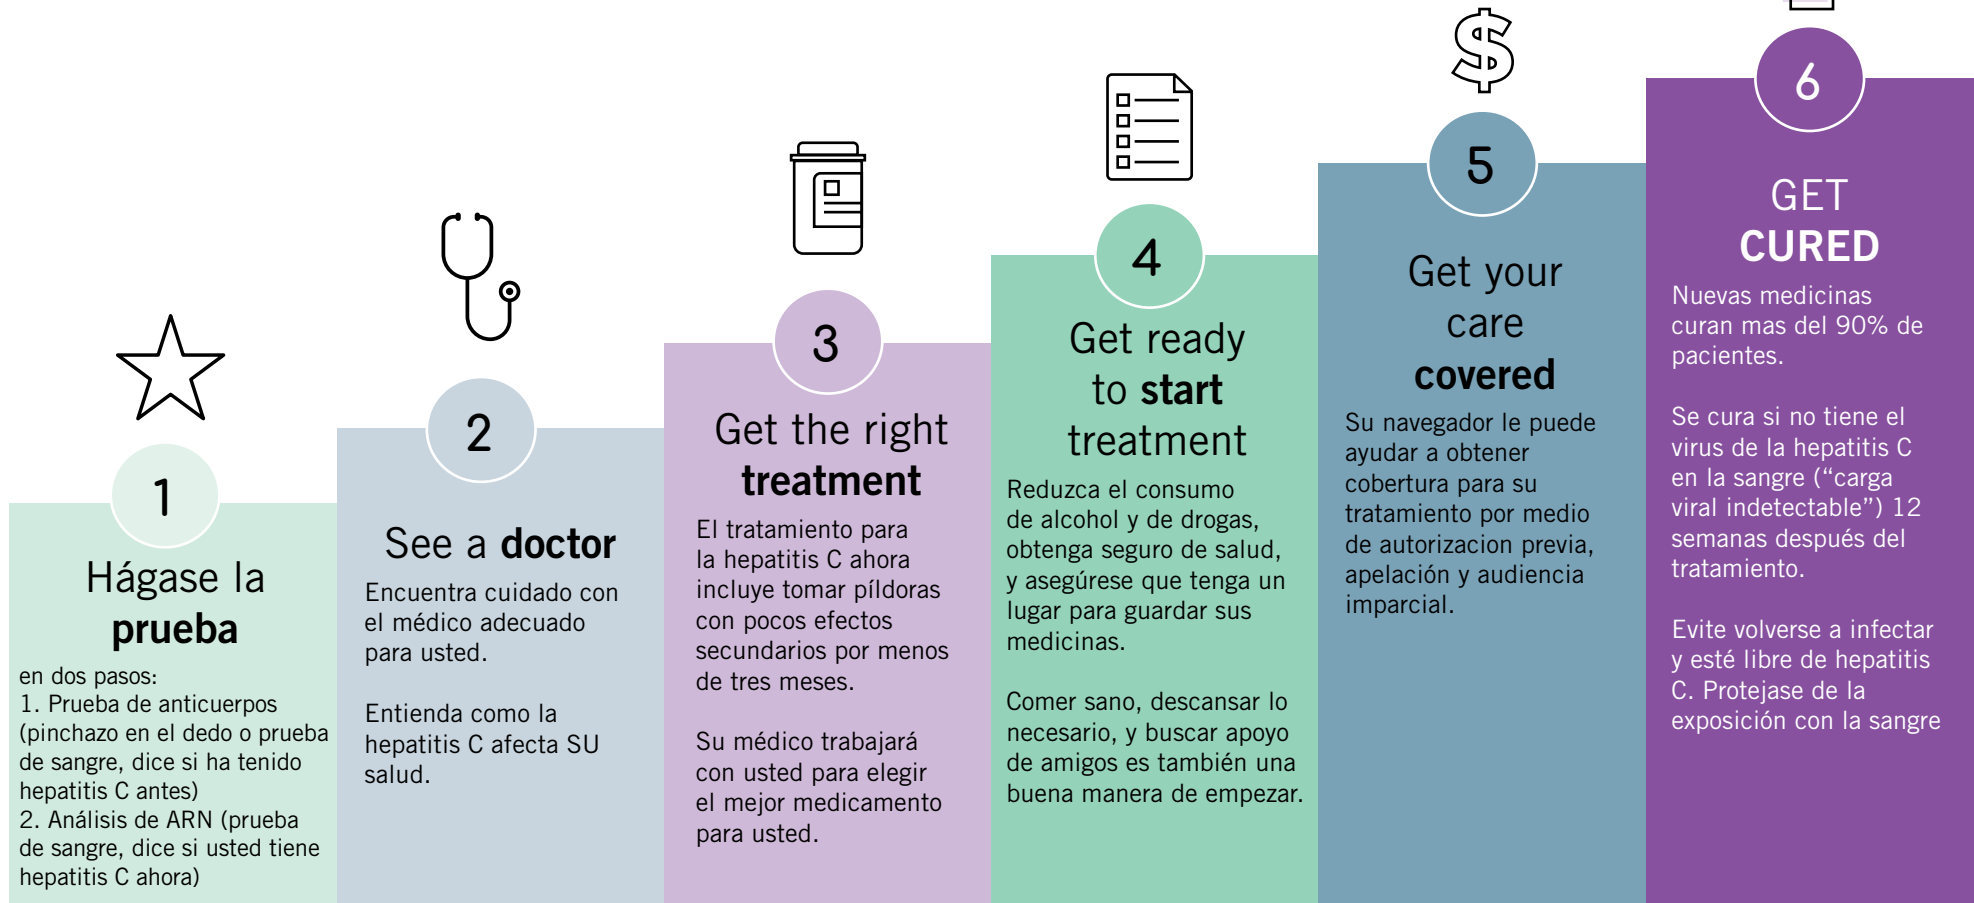 1
Hágase la
prueba
en dos pasos:
1. Prueba de anticuerpos
(pinchazo en el dedo o prueba
de sangre, dice si ha tenido
hepatitis C antes)
2. Análisis de ARN (prueba
de sangre, dice si usted tiene
hepatitis C ahora)
2
See a doctor
Encuentra cuidado con
el médico adecuado
para usted.
Entienda como la
hepatitis C afecta SU
salud.
3
Get the right
treatment
El tratamiento para
la hepatitis C ahora
incluye tomar píldoras
con pocos efectos
secundarios por menos
de tres meses.
Su médico trabajará
con usted para elegir
el mejor medicamento
para usted.
4
Get ready
to start
treatment
Reduzca el consumo
de alcohol y de drogas,
obtenga seguro de salud,
y asegúrese que tenga un
lugar para guardar sus
medicinas.
Comer sano, descansar lo
necesario, y buscar apoyo
de amigos es también una
buena manera de empezar.
$
5
Get your
care
covered
Su navegador le puede
ayudar a obtener
cobertura para su
tratamiento por medio
de autorizacion previa,
apelación y audiencia
imparcial.
6
GET
CURED
Nuevas medicinas
curan mas del 90% de
pacientes.
Se cura si no tiene el
virus de la hepatitis C
en la sangre (“carga
viral indetectable”) 12
semanas después del
tratamiento.
Evite volverse a infectar
y esté libre de hepatitis
C. Protejase de la
exposición con la sangre